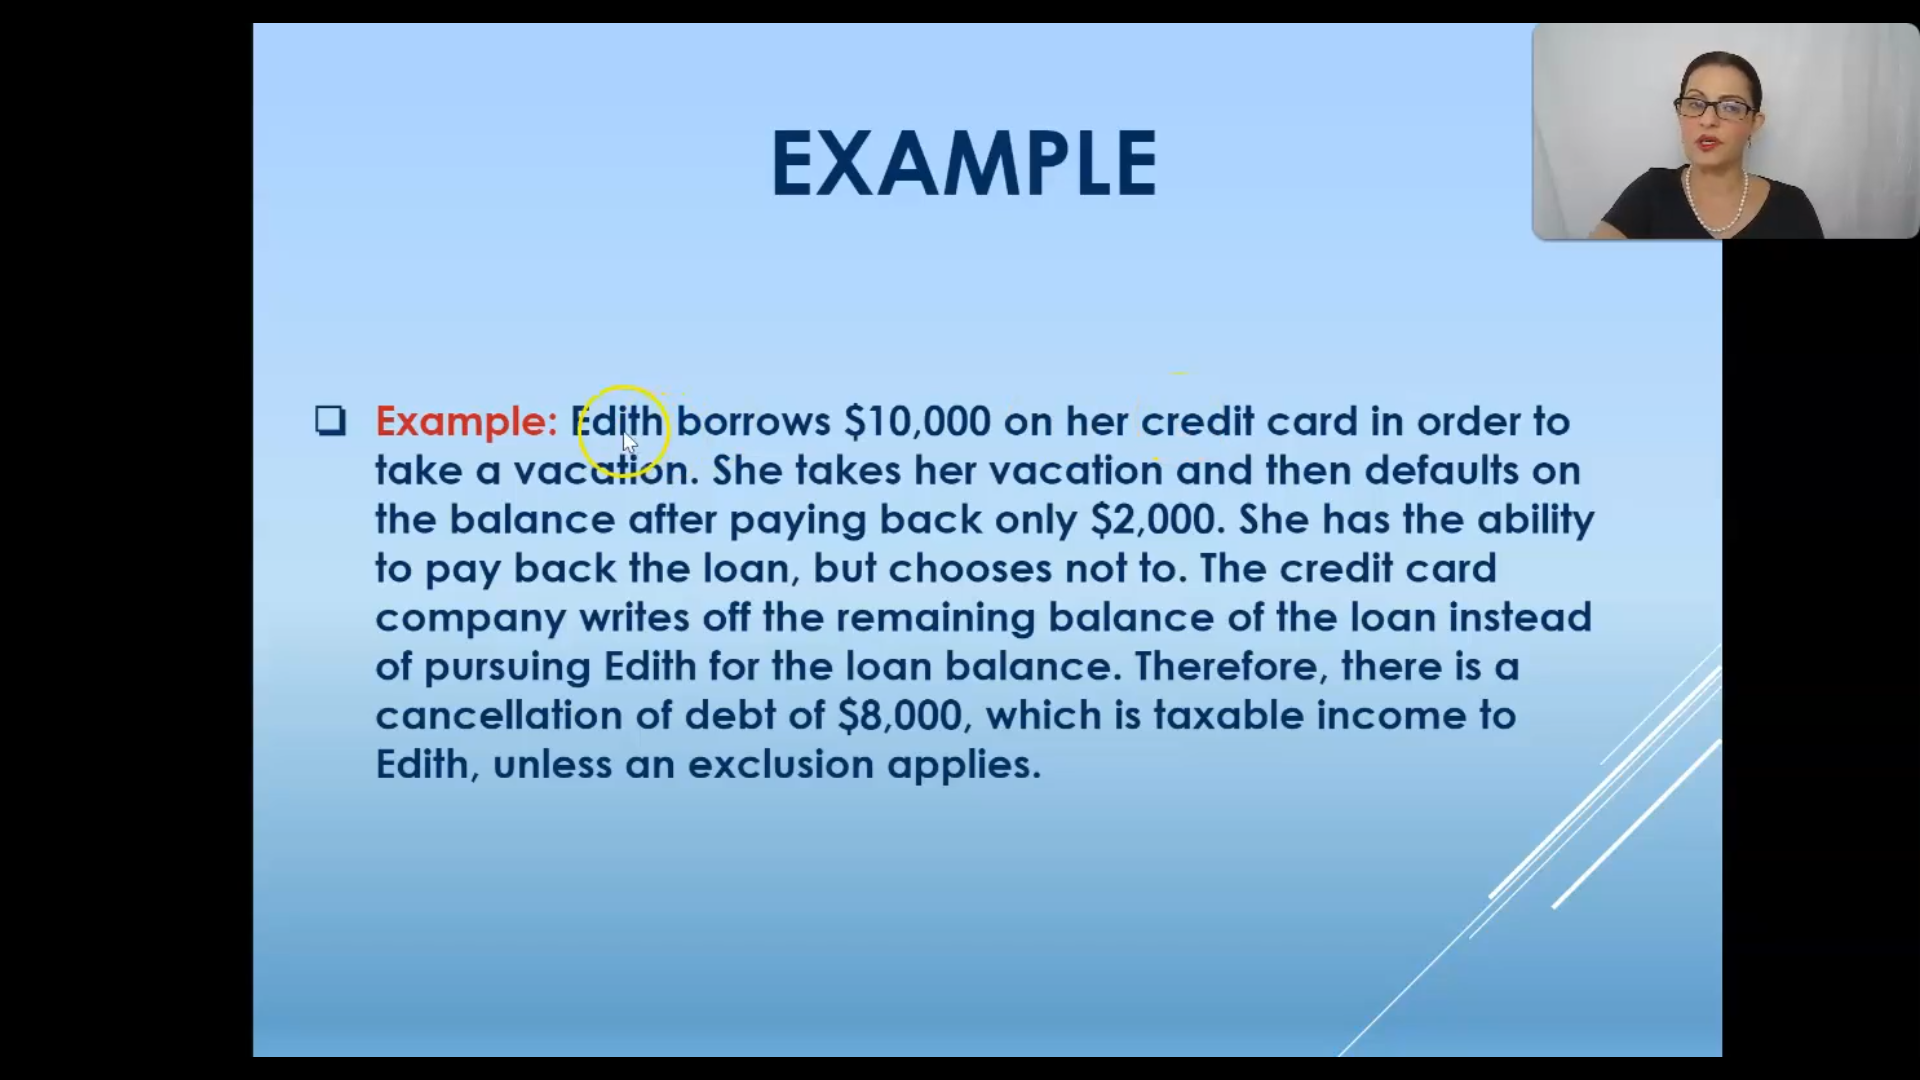 EXAMPLE
Example: Edith borrows $10,000 on her credit card in order to
take a vacation. She takes her vacation and then defaults on
the balance after paying back only $2,000. She has the ability
to pay back the loan, but chooses not to. The credit card
company writes off the remaining balance of the loan instead
of pursuing Edith for the loan balance. Therefore, there is a
cancellation of debt of $8,000, which is taxable income to
Edith, unless an exclusion applies.